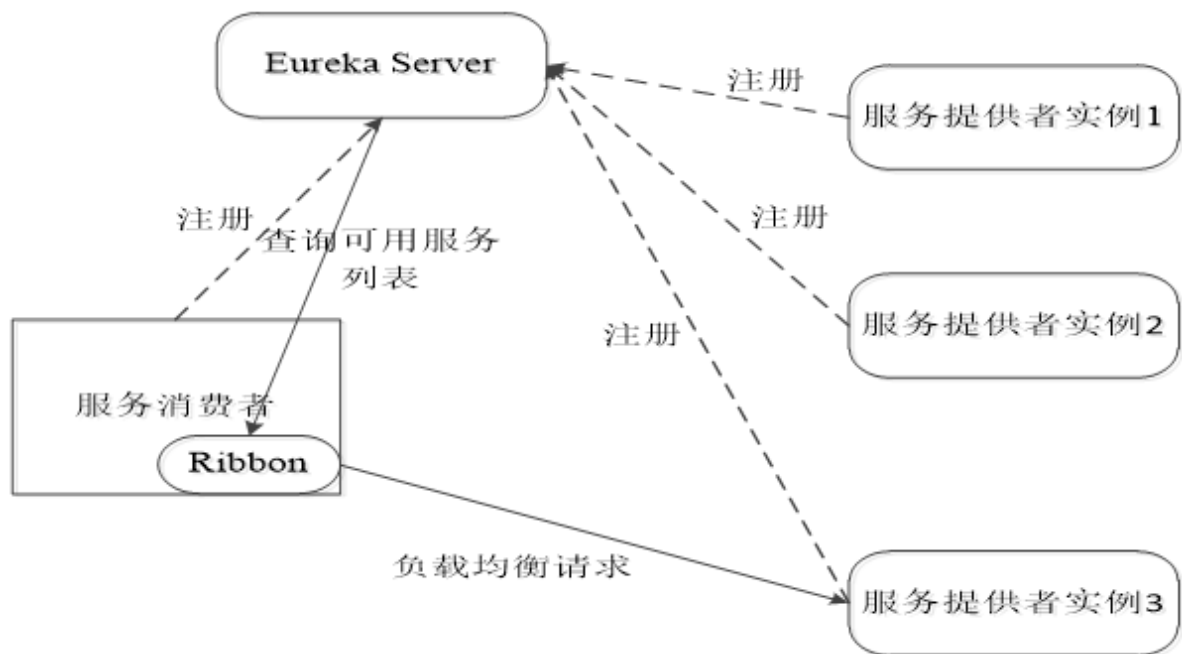 Eureka Server
注册
服务提供者实例1
注册
查询可用服务
列表
注册
服务提供者实例2
注册
服务消费者
Ribbon
负载均衡请求
服务提供者实例3